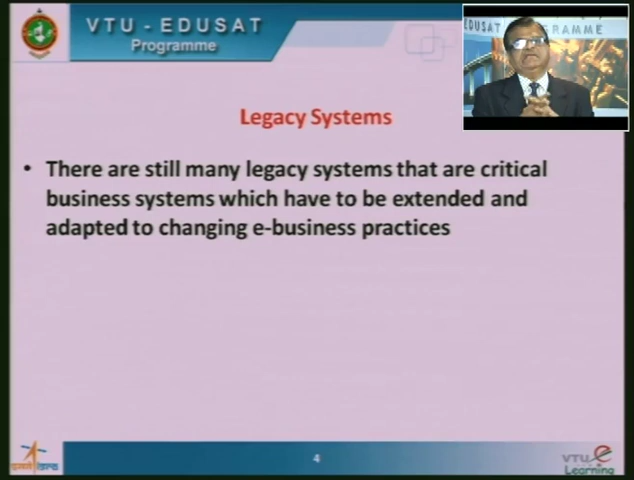 VTU - EDUSAT
Programme
EDUSAT PROGRAMME
Legacy Systems
• There are still many legacy systems that are critical
business systems which have to be extended and
adapted to changing e-business practices
4
VTU e
Learning